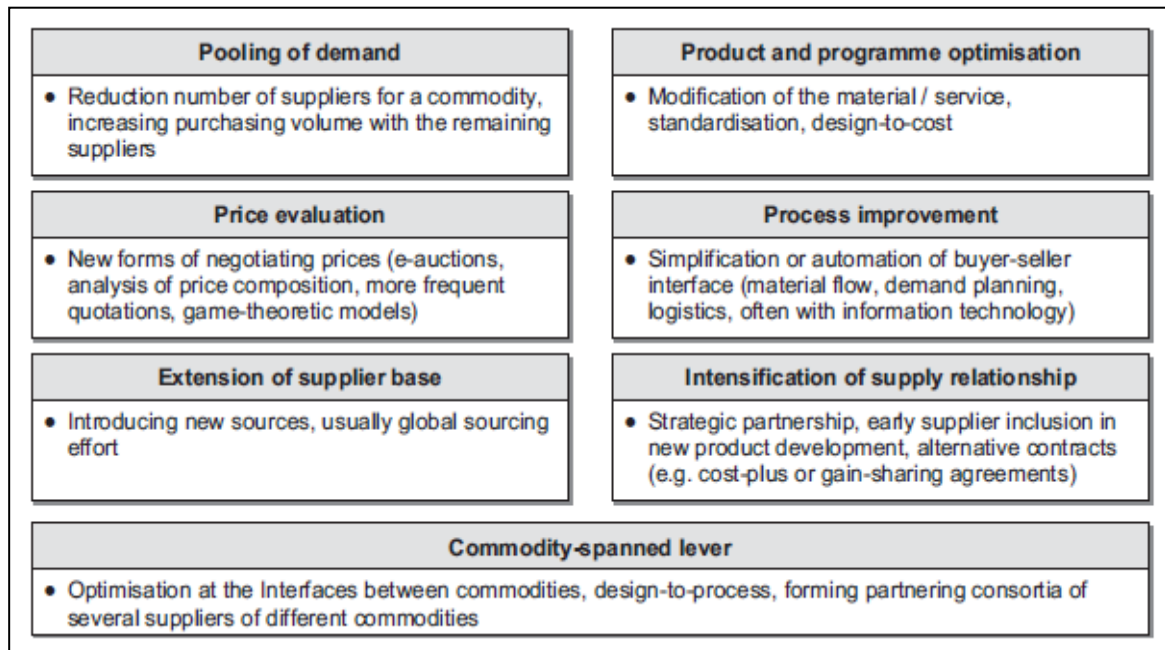 Pooling of demand
● Reduction number of suppliers for a commodity,
increasing purchasing volume with the remaining
suppliers
Product and programme optimisation
● Modification of the material / service,
standardisation, design-to-cost
Price evaluation
● New forms of negotiating prices (e-auctions,
analysis of price composition, more frequent
quotations, game-theoretic models)
Process improvement
● Simplification or automation of buyer-seller
interface (material flow, demand planning,
logistics, often with information technology)
Extension of supplier base
● Introducing new sources, usually global sourcing
effort
Intensification of supply relationship
● Strategic partnership, early supplier inclusion in
new product development, alternative contracts
(e.g. cost-plus or gain-sharing agreements)
Commodity-spanned lever
● Optimisation at the Interfaces between commodities, design-to-process, forming partnering consortia of
several suppliers of different commodities